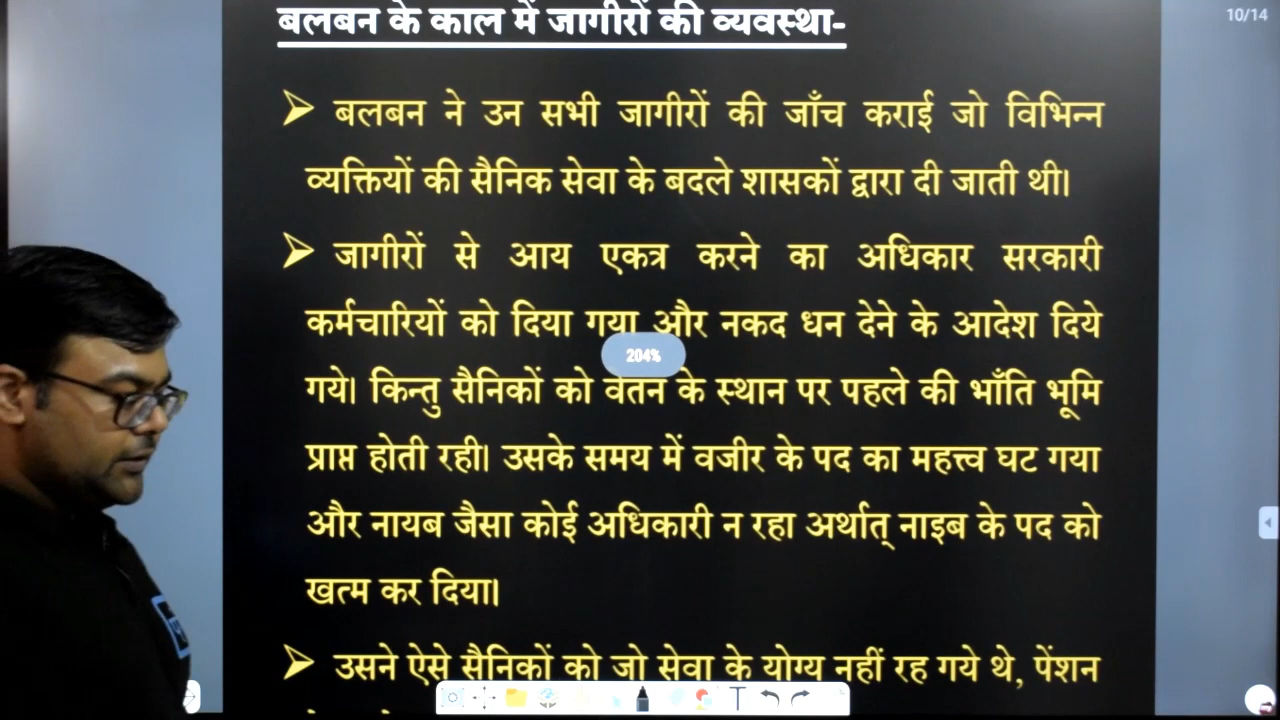 10/14
बलबन के काल में जागीरों की व्यवस्था-
बलबन ने उन सभी जागीरों की जाँच कराई जो विभिन्न
व्यक्तियों की सैनिक सेवा के बदले शासकों द्वारा दी जाती थी।
जागीरों से आय एकत्र करने का अधिकार सरकारी
कर्मचारियों को दिया गया और नकद धन देने के आदेश दिये
204%
गये। किन्तु सैनिकों को वेतन के स्थान पर पहले की भाँति भूमि
प्राप्त होती रही। उसके समय में वजीर के पद का महत्त्व घट गया
और नायब जैसा कोई अधिकारी न रहा अर्थात् नाइब के पद को
खत्म कर दिया।
उसने ऐसे सैनिकों को जो सेवा के योग्य नहीं रह गये थे, पेंशन
T